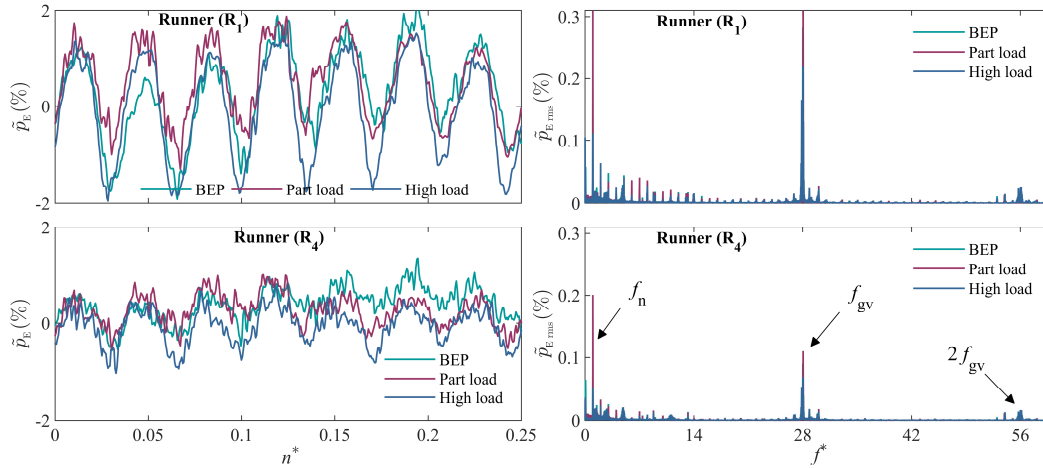 Runner (R1)
2
0
-2
p̃E (%)
BEP
Part load
High load
Runner (R1)
0.3
0.2
0.1
0
p̃E rms (%)
BEP
Part load
High load
Runner (R4)
2
0
-2
p̃E (%)
BEP
Part load
High load
0
0.05
0.1
0.15
0.2
0.25
n*
Runner (R4)
0.3
0.2
0.1
0
p̃E rms (%)
BEP
Part load
High load
fn
fgv
2 fgv
0
14
28
42
56
f*